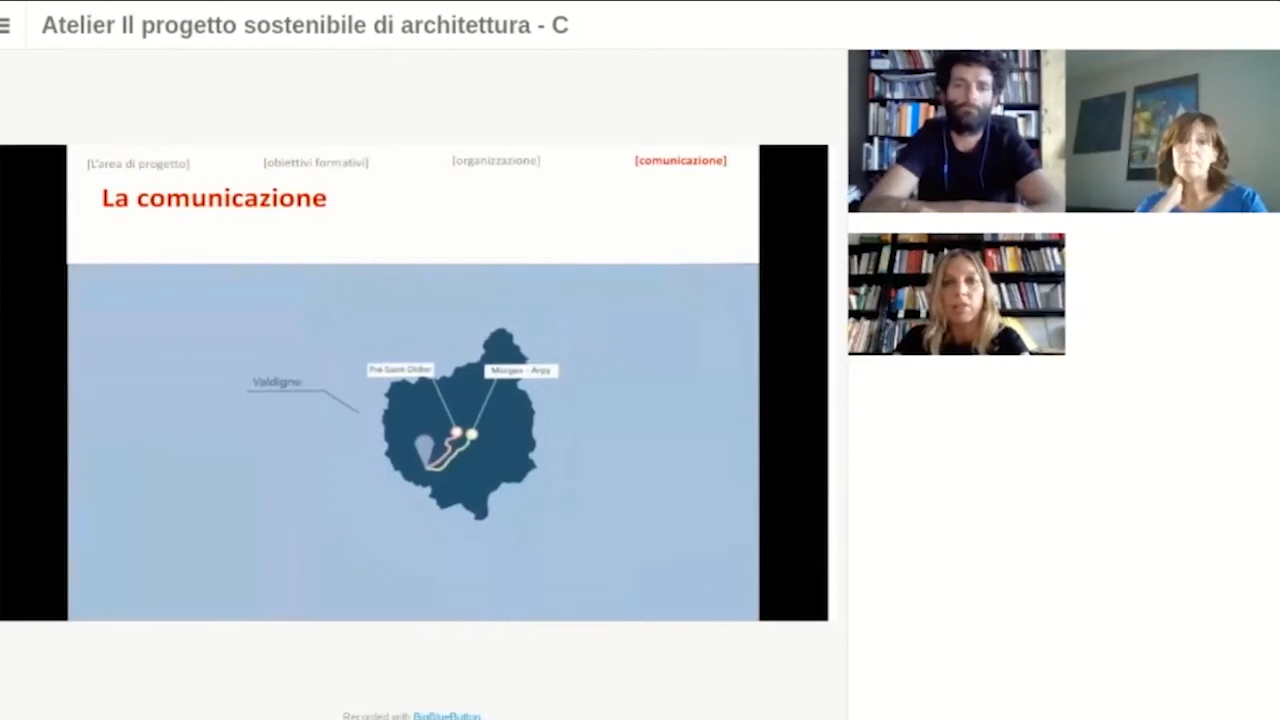 Atelier Il progetto sostenibile di architettura - C
[L'area di progetto] [obiettivi formativi] [organizzazione] [comunicazione]
La comunicazione
Pré-Saint-Didier
Morgex - Arpy
Valdigne
Recorded with BigBlueButton